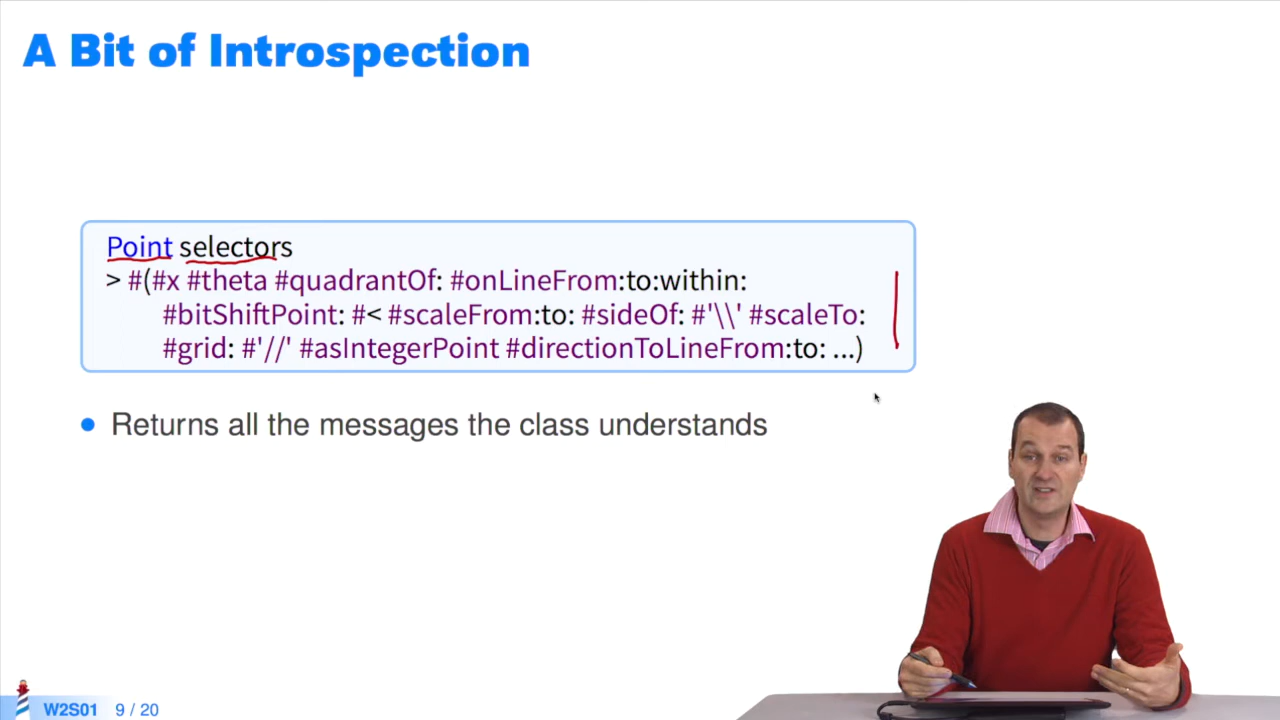 A Bit of Introspection
Point selectors
> #(#x #theta #quadrantOf: #onLineFrom:to:within:
#bitShiftPoint: #< #scaleFrom:to: #sideOf: #'\\' #scaleTo:
#grid: #'//' #asIntegerPoint #directionToLineFrom:to: ...)
Returns all the messages the class understands
W2S01 9 / 20